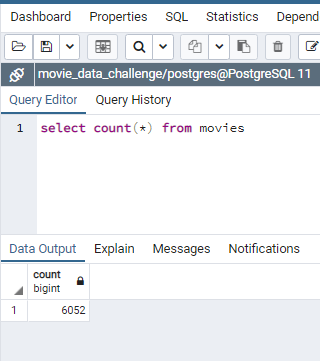 Dashboard Properties SQL Statistics Depend
movie_data_challenge/postgres@PostgreSQL 11
Query Editor Query History
1 select count(*) from movies
Data Output Explain Messages Notifications
count
bigint
1 6052